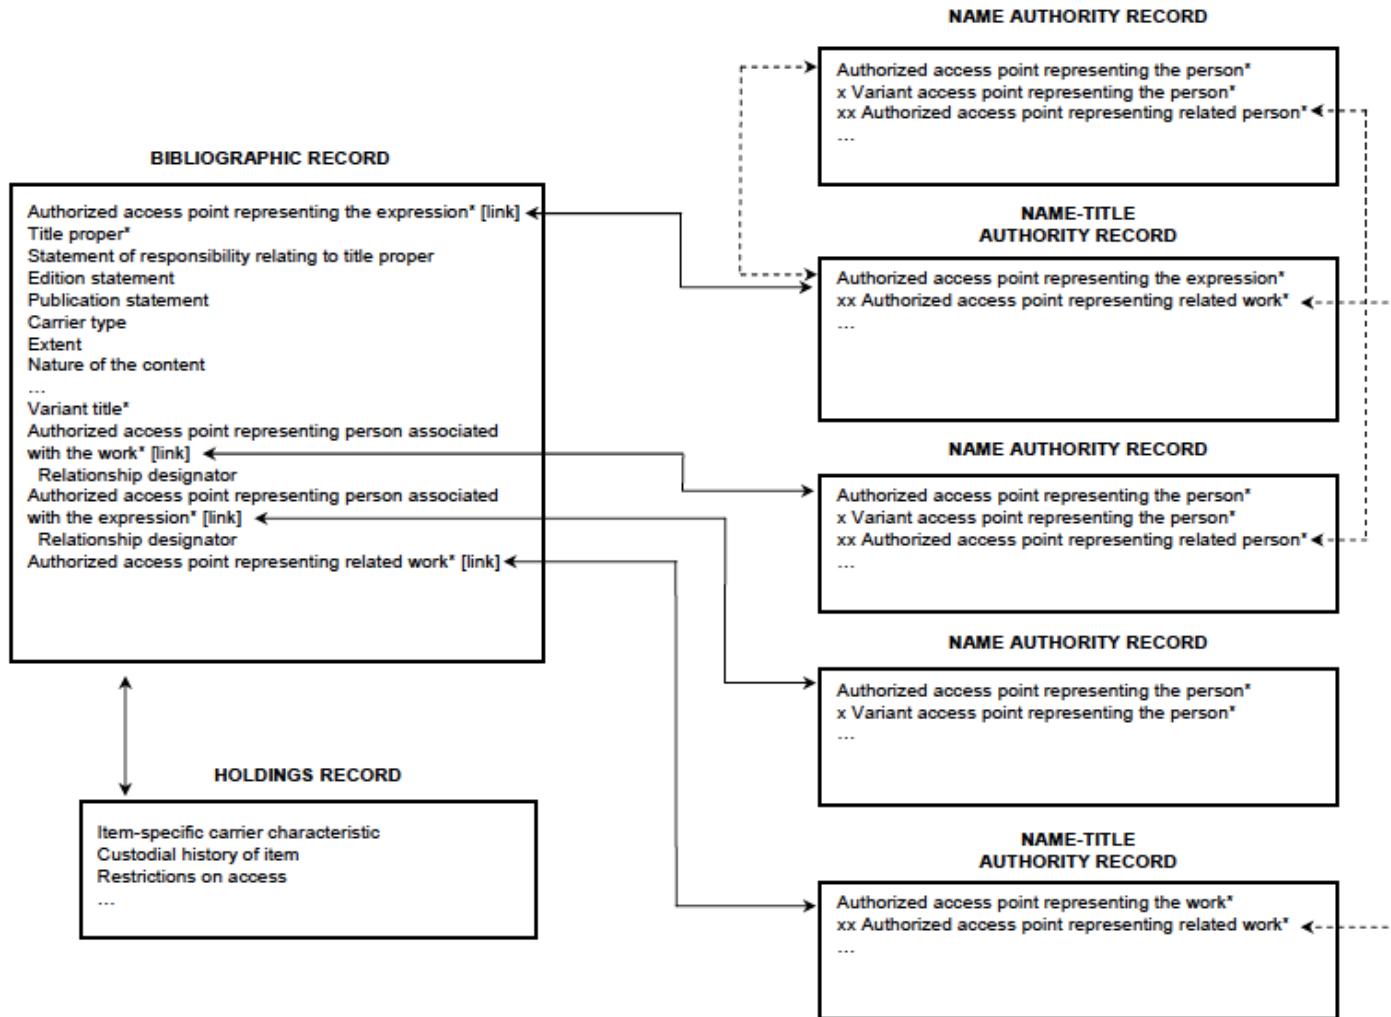 NAME AUTHORITY RECORD
Authorized access point representing the person*
x Variant access point representing the person*
xx Authorized access point representing related person*
...
BIBLIOGRAPHIC RECORD
Authorized access point representing the expression* [link]
Title proper*
Statement of responsibility relating to title proper
Edition statement
Publication statement
Carrier type
Extent
Nature of the content
...
Variant title*
Authorized access point representing person associated
with the work* [link]
Relationship designator
Authorized access point representing person associated
with the expression* [link]
Relationship designator
Authorized access point representing related work* [link]
NAME-TITLE
AUTHORITY RECORD
Authorized access point representing the expression*
xx Authorized access point representing related work*
...
NAME AUTHORITY RECORD
Authorized access point representing the person*
x Variant access point representing the person*
xx Authorized access point representing related person*
...
NAME AUTHORITY RECORD
Authorized access point representing the person*
x Variant access point representing the person*
...
HOLDINGS RECORD
Item-specific carrier characteristic
Custodial history of item
Restrictions on access
...
NAME-TITLE
AUTHORITY RECORD
Authorized access point representing the work*
xx Authorized access point representing related work*
...